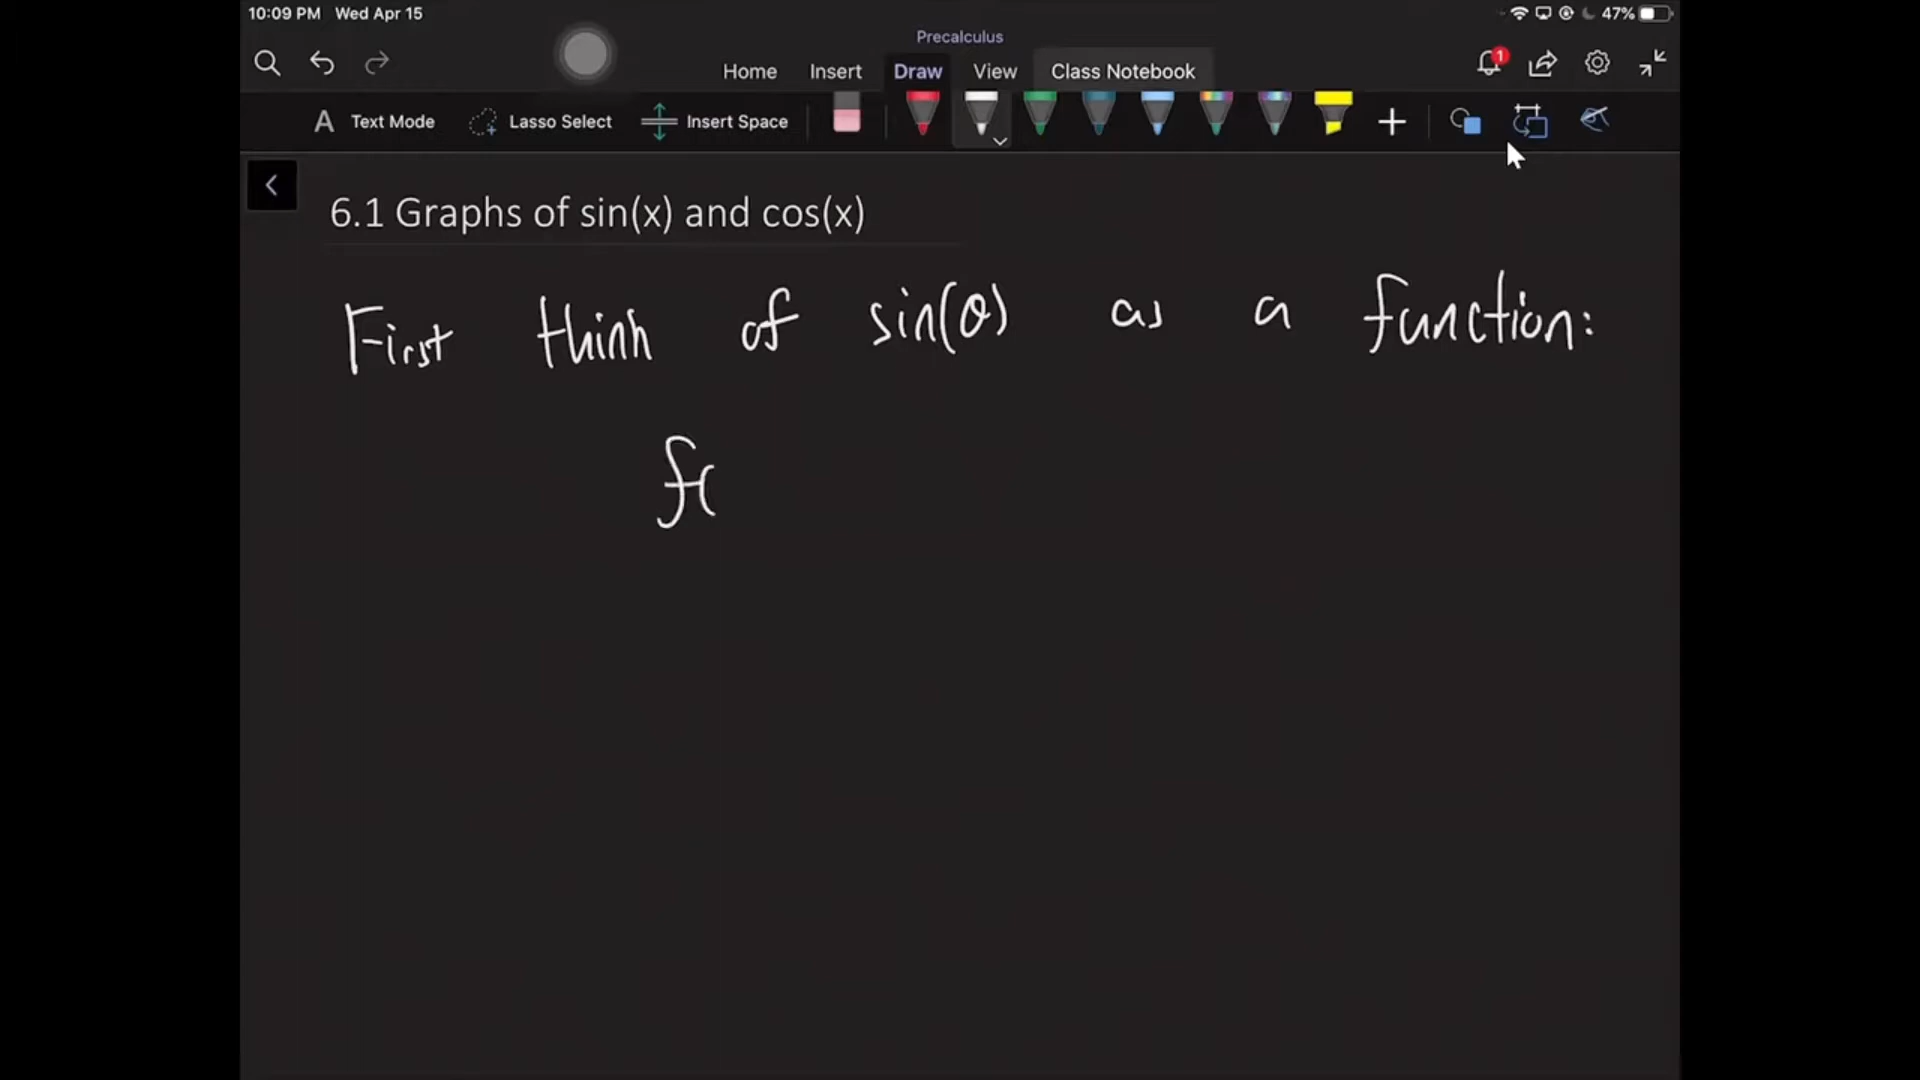 10:09 PM Wed Apr 15
47%
Precalculus
1
Home Insert Draw View Class Notebook
A Text Mode Lasso Select Insert Space
6.1 Graphs of sin(x) and cos(x)
First think of sin(θ) as a function:
f(